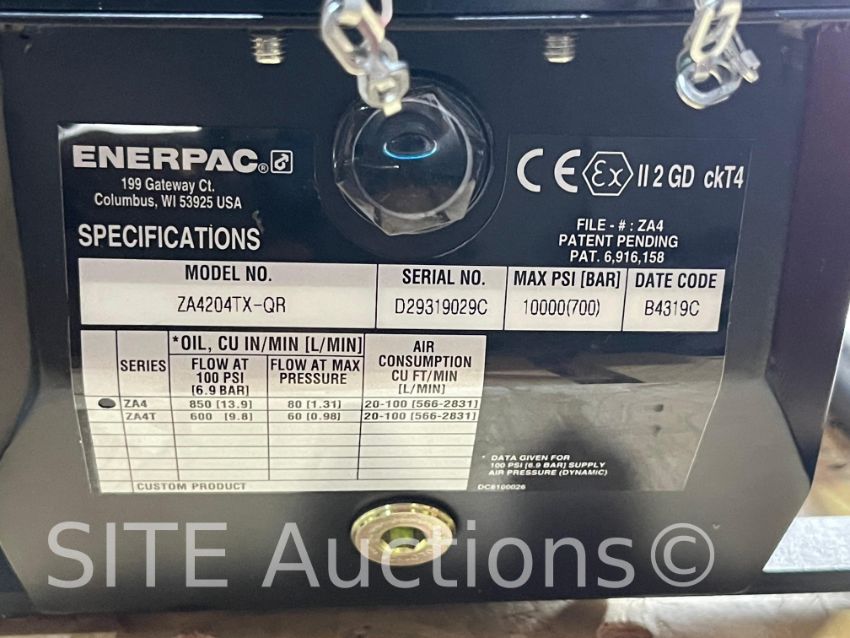 ENERPAC®
199 Gateway Ct.
Columbus, WI 53925 USA
CE Ex II 2 GD ckT4
FILE - # : ZA4
PATENT PENDING
PAT. 6,916,158
SPECIFICATIONS
MODEL NO. SERIAL NO. MAX PSI [BAR] DATE CODE
ZA4204TX-QR D29319029C 10000(700) B4319C
SERIES
*OIL, CU IN/MIN [L/MIN]
FLOW AT
100 PSI
[6.9 BAR]
FLOW AT MAX
PRESSURE
AIR
CONSUMPTION
CU FT/MIN
[L/MIN]
ZA4 850 [13.9] 80 [1.31] 20-100 [566-2831]
ZA4T 600 [9.8] 60 [0.98] 20-100 [566-2831]
* DATA GIVEN FOR
100 PSI [6.9 BAR] SUPPLY
AIR PRESSURE (DYNAMIC)
CUSTOM PRODUCT
DC8100026
SITE Auctions©